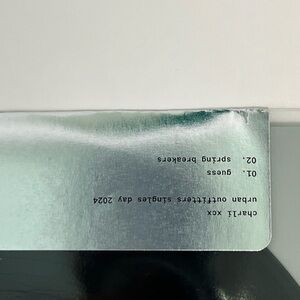 charli xcx
urban outfitters singles day 2024
01. guess
02. spring breakers